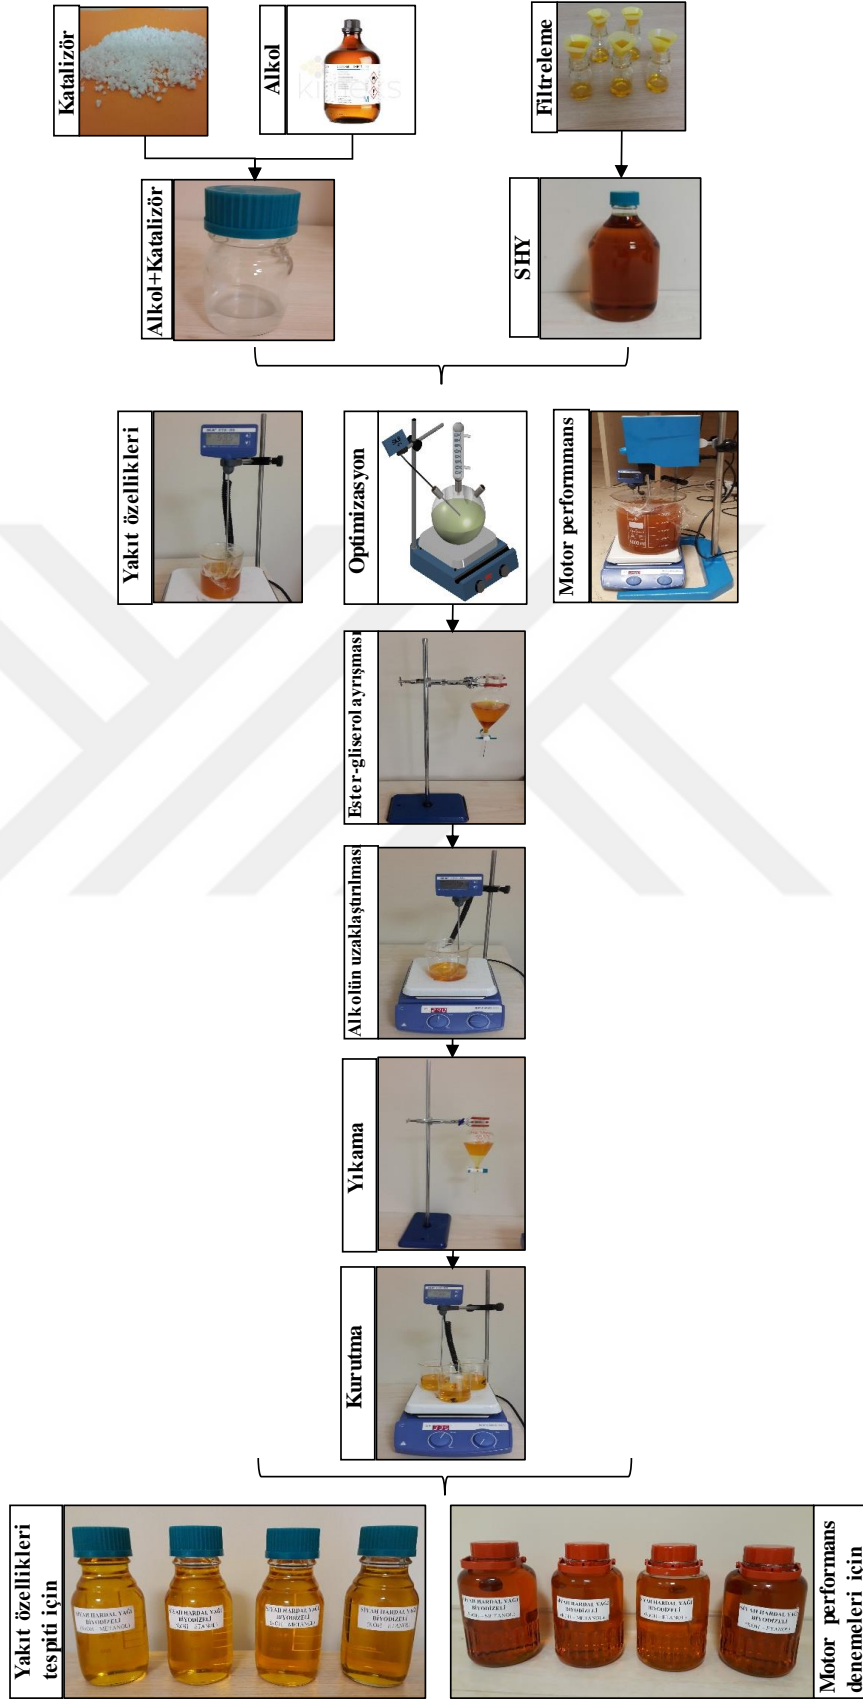 Katalizör
Alkol
Filtreleme
Alkol+Katalizör
SHY
Yakıt özellikleri
Optimizasyon
Motor performmans
Ester-gliserol ayrışması
Alkolün uzaklaştırılması
Yıkama
Kurutma
Yakıt özellikleri
tespiti için
SİYAH HARDAL YAĞI
BİYODİZELİ
SİYAH HARDAL YAĞI
BİYODİZELİ
SİYAH HARDAL YAĞI
BİYODİZELİ
SİYAH HARDAL YAĞI
BİYODİZELİ
SİYAH HARDAL YAĞI
BİYODİZELİ
SİYAH HARDAL YAĞI
BİYODİZELİ
SİYAH HARDAL YAĞI
BİYODİZELİ
SİYAH HARDAL YAĞI
BİYODİZELİ
Motor performans
denemeleri için